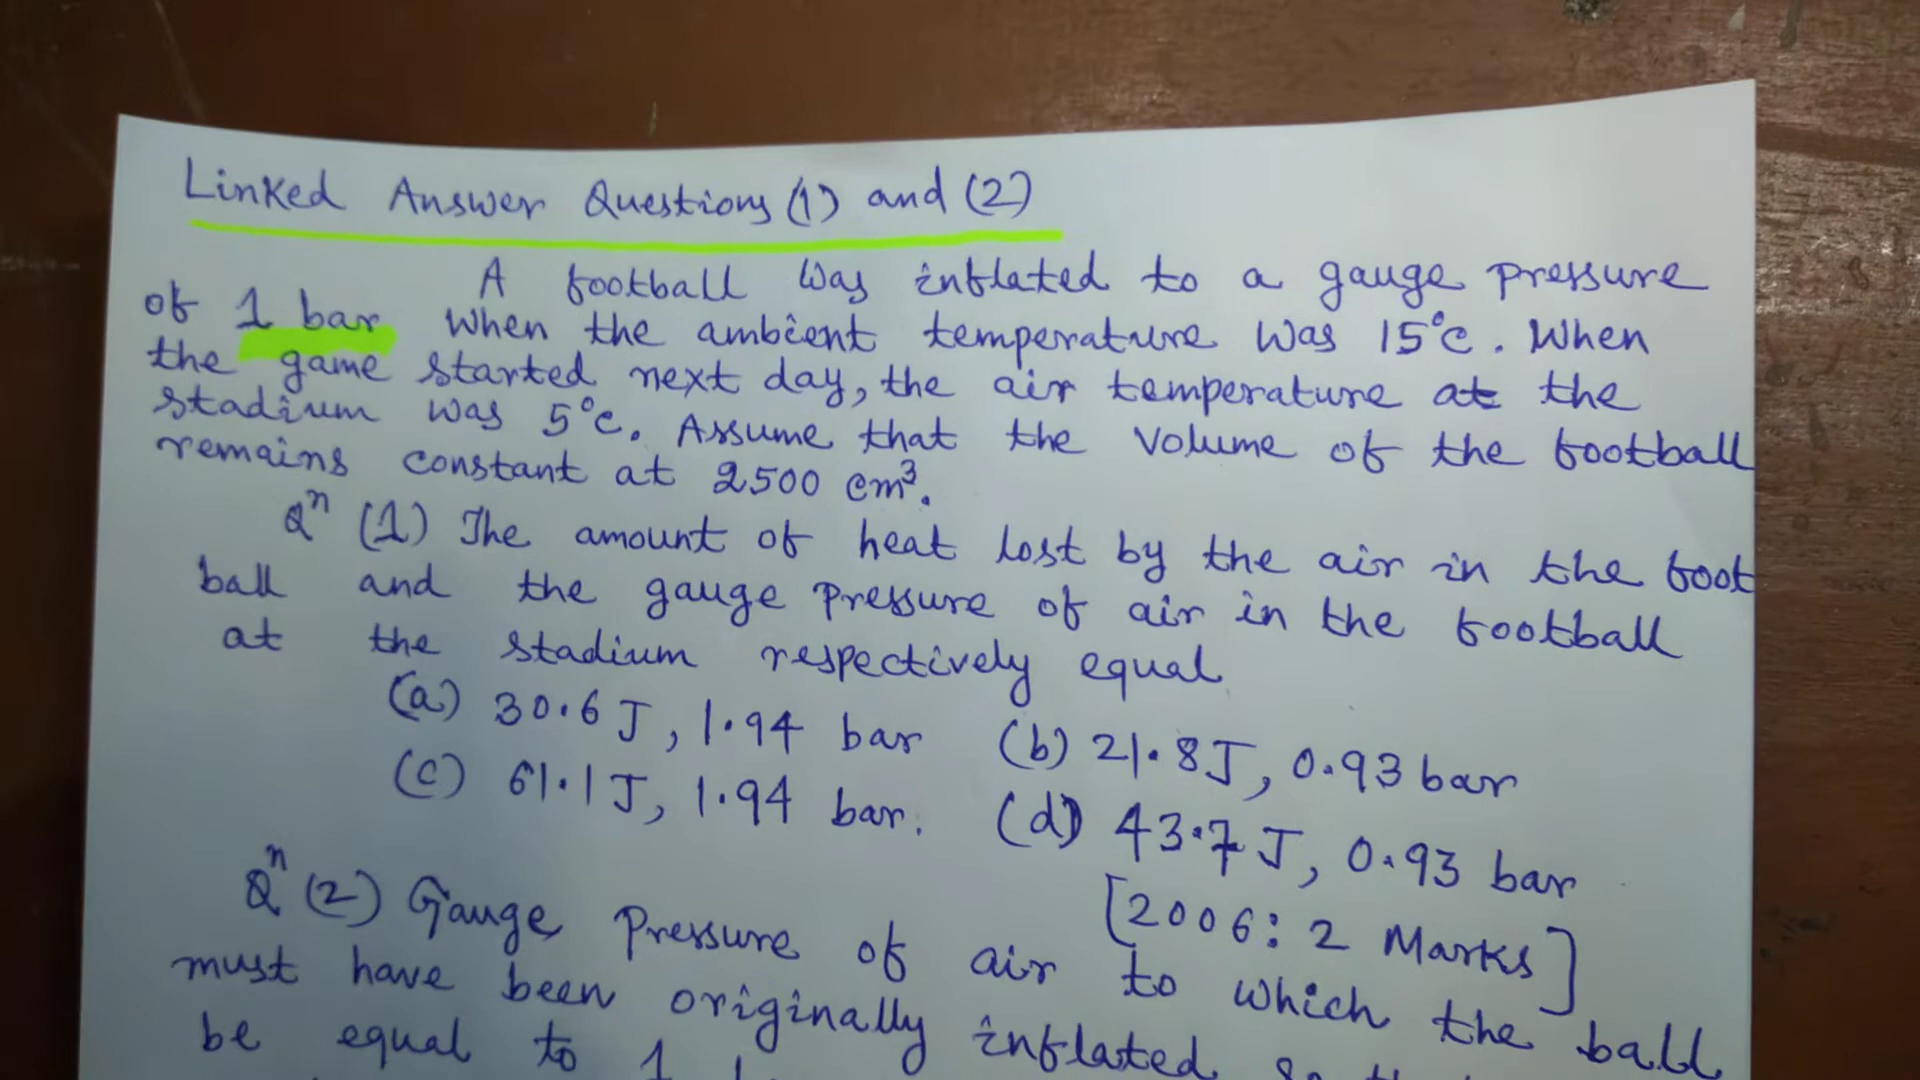 Linked Answer Questions (1) and (2)
A football was inflated to a gauge pressure
of 1 bar when the ambient temperature was 15°C. When
the game started next day, the air temperature at the
stadium was 5°C. Assume that the volume of the football
remains constant at 2500 cm³.
Qⁿ (1) The amount of heat lost by the air in the foot
ball and the gauge pressure of air in the football
at the stadium respectively equal
(a) 30.6 J, 1.94 bar (b) 21.8 J, 0.93 bar
(c) 61.1 J, 1.94 bar. (d) 43.7 J, 0.93 bar
[2006: 2 Marks]
Qⁿ (2) Gauge pressure of air to which the ball
must have been originally inflated
be equal to 1